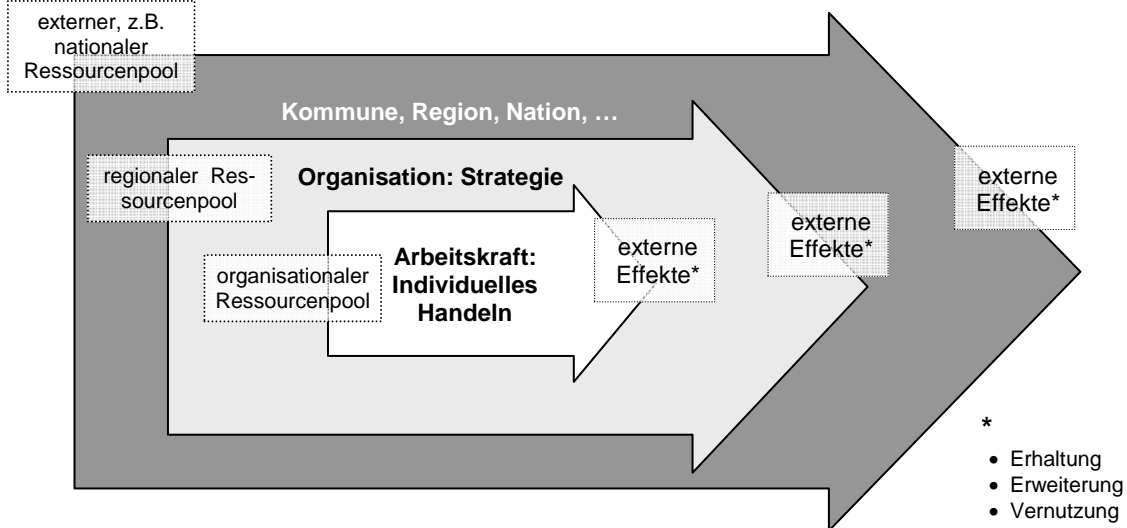 externer, z.B.
nationaler
Ressourcenpool
Kommune, Region, Nation, …
regionaler Res-
sourcenpool
Organisation: Strategie
externe
Effekte*
externe
Effekte*
externe
Effekte*
organisationaler
Ressourcenpool
Arbeitskraft:
Individuelles
Handeln
*
• Erhaltung
• Erweiterung
• Vernutzung